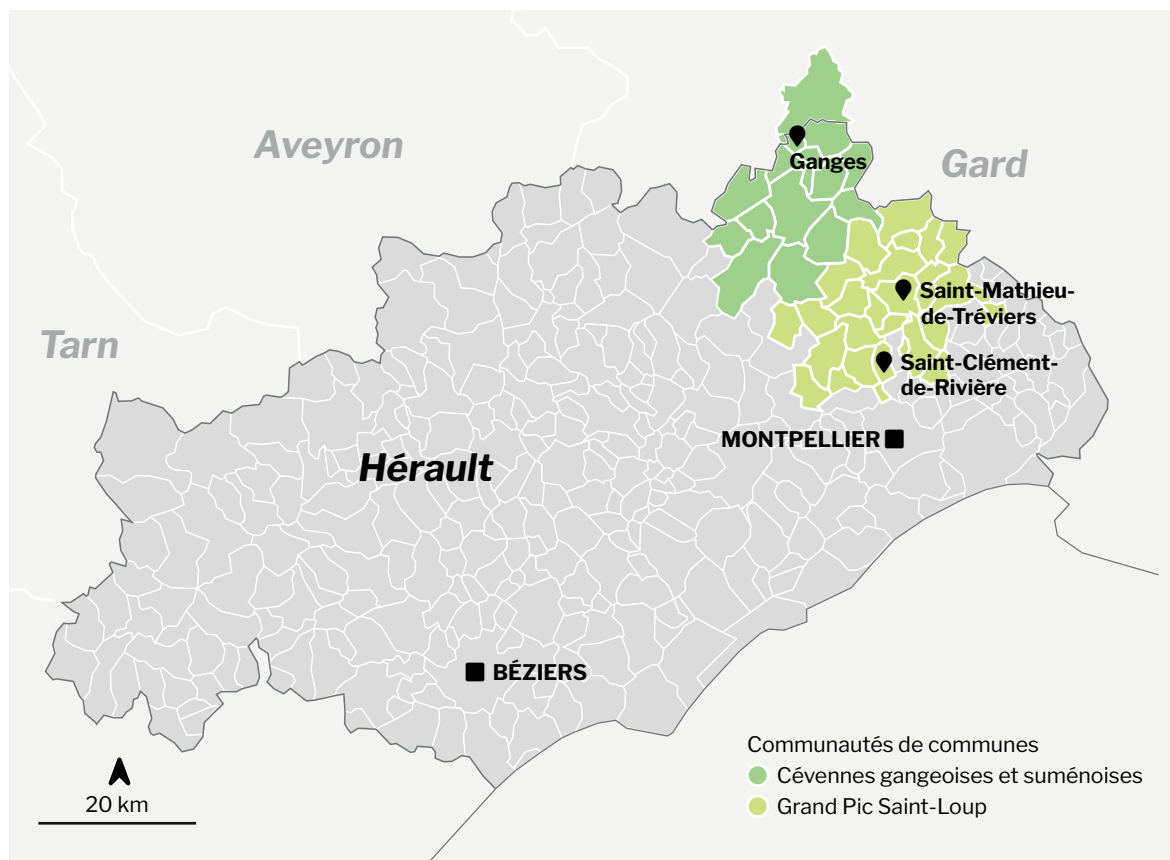 Aveyron
Ganges
Gard
Tarn
Saint-Mathieu-
de-Tréviers
Saint-Clément-
de-Rivière
MONTPELLIER
Hérault
BÉZIERS
Communautés de communes
Cévennes gangeoises et suménoises
Grand Pic Saint-Loup
20 km